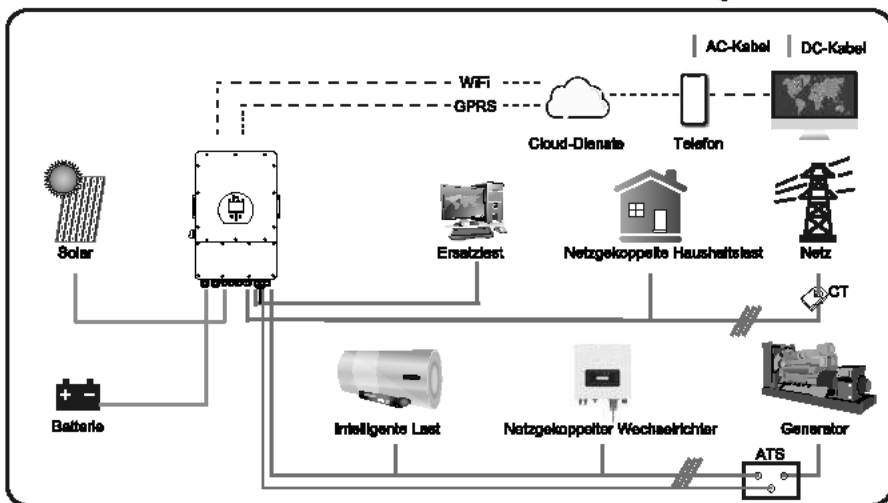 AC-Kabel DC-Kabel
WiFi
GPRS
Cloud-Dienste Telefon
Solar Ersatzlast Netzgekoppelte Haushaltslast Netz
CT
Batterie Intelligente Last Netzgekoppelter Wechselrichter Generator
ATS